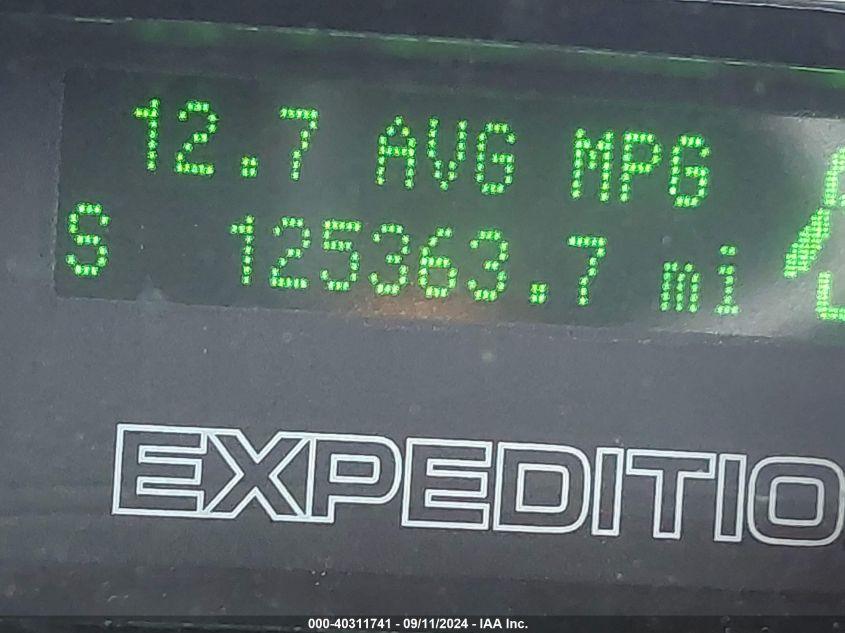 12.7 AVG MPG
S 125363.7 mi
EXPEDITIO
000-40311741 - 09/11/2024 - IAA Inc.